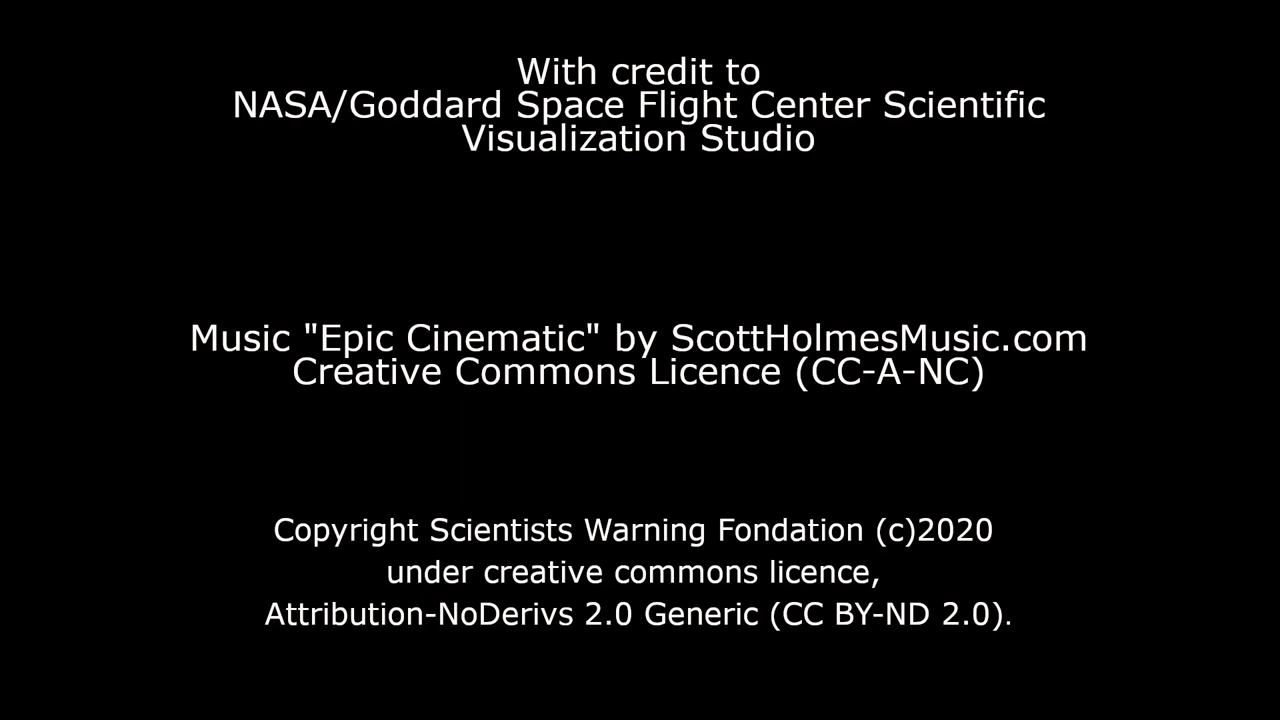 With credit to
NASA/Goddard Space Flight Center Scientific
Visualization Studio
Music "Epic Cinematic" by ScottHolmesMusic.com
Creative Commons Licence (CC-A-NC)
Copyright Scientists Warning Fondation (c)2020
under creative commons licence,
Attribution-NoDerivs 2.0 Generic (CC BY-ND 2.0).